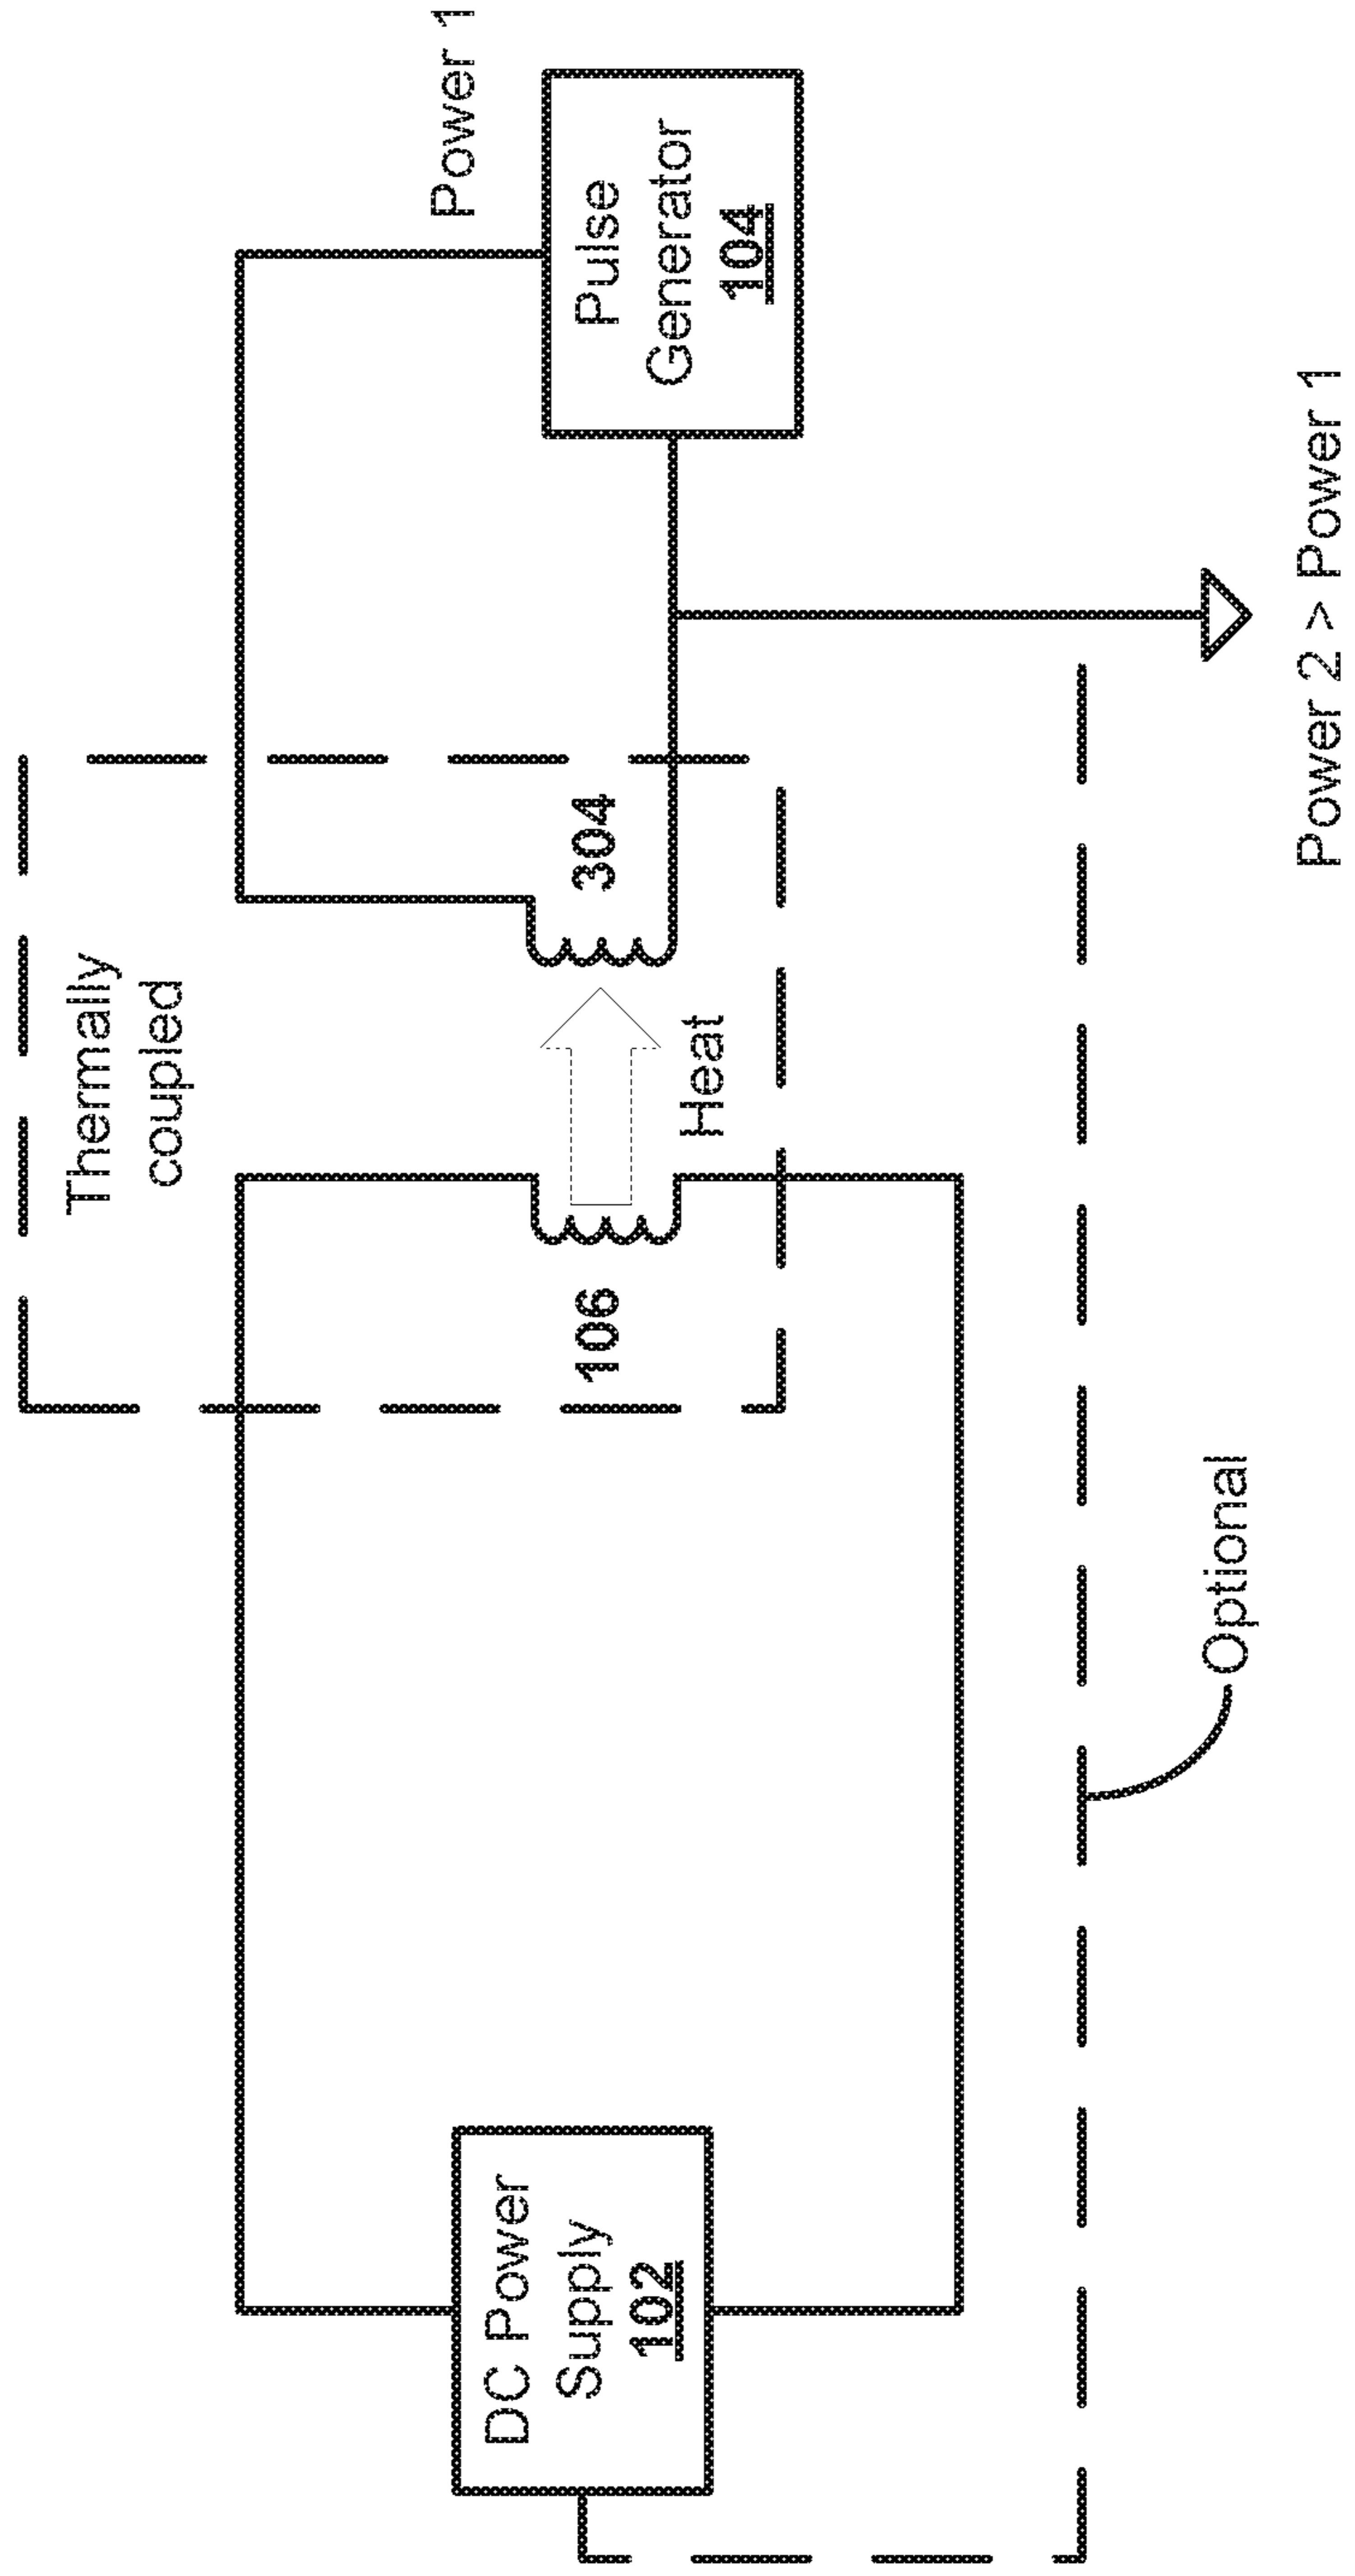 Thermally
coupled
Power 1
DC Power
Supply
102
106
Heat
304
Pulse
Generator
104
Optional
Power 2 > Power 1